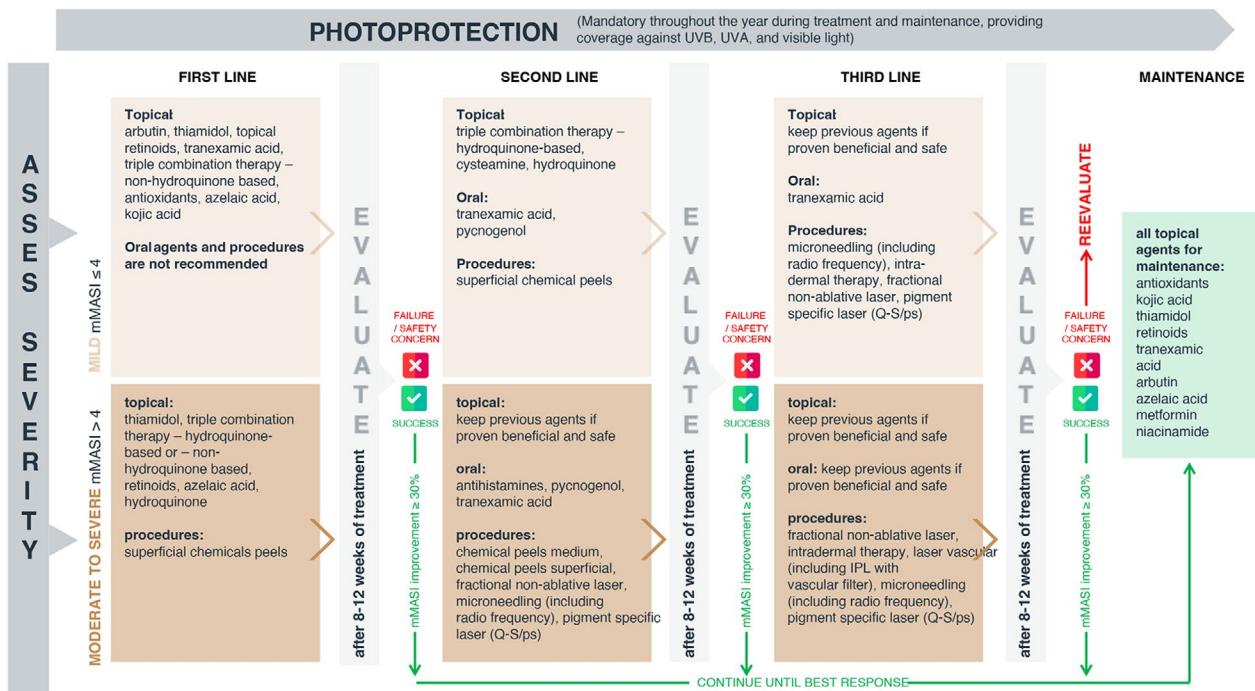 PHOTOPROTECTION
(Mandatory throughout the year during treatment and maintenance, providing
coverage against UVB, UVA, and visible light)
ASSES SEVERITY
MILD mMASI ≤ 4
MODERATE TO SEVERE mMASI > 4
FIRST LINE
Topical:
arbutin, thiamidol, topical
retinoids, tranexamic acid,
triple combination therapy –
non-hydroquinone based,
antioxidants, azelaic acid,
kojic acid
Oral agents and procedures
are not recommended
topical:
thiamidol, triple combination
therapy – hydroquinone-
based or – non-
hydroquinone based,
retinoids, azelaic acid,
hydroquinone
procedures:
superficial chemicals peels
EVALUATE
after 8-12 weeks of treatment
FAILURE
/ SAFETY
CONCERN
SUCCESS
mMASI improvement ≥ 30%
SECOND LINE
Topical:
triple combination therapy –
hydroquinone-based,
cysteamine, hydroquinone
Oral:
tranexamic acid,
pycnogenol
Procedures:
superficial chemical peels
topical:
keep previous agents if
proven beneficial and safe
oral:
antihistamines, pycnogenol,
tranexamic acid
procedures:
chemical peels medium,
chemical peels superficial,
fractional non-ablative laser,
microneedling (including
radio frequency), pigment specific
laser (Q-S/ps)
EVALUATE
after 8-12 weeks of treatment
FAILURE
/ SAFETY
CONCERN
SUCCESS
mMASI improvement ≥ 30%
THIRD LINE
Topical:
keep previous agents if
proven beneficial and safe
Oral:
tranexamic acid
Procedures:
microneedling (including
radio frequency), intra-
dermal therapy, fractional
non-ablative laser, pigment
specific laser (Q-S/ps)
topical:
keep previous agents if
proven beneficial and safe
oral: keep previous agents if
proven beneficial and safe
procedures:
fractional non-ablative laser,
intradermal therapy, laser vascular
(including IPL with
vascular filter), microneedling
(including radio frequency),
pigment specific laser (Q-S/ps)
EVALUATE
after 8-12 weeks of treatment
REEVALUATE
FAILURE
/ SAFETY
CONCERN
SUCCESS
mMASI improvement ≥ 30%
MAINTENANCE
all topical
agents for
maintenance:
antioxidants
kojic acid
thiamidol
retinoids
tranexamic
acid
arbutin
azelaic acid
metformin
niacinamide
CONTINUE UNTIL BEST RESPONSE